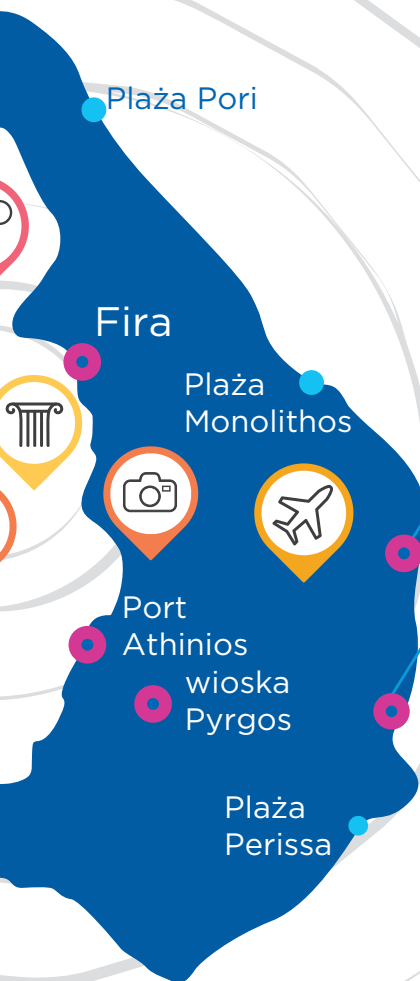 Plaża Pori
Fira
Plaża
Monolithos
Port
Athinios
wioska
Pyrgos
Plaża
Perissa